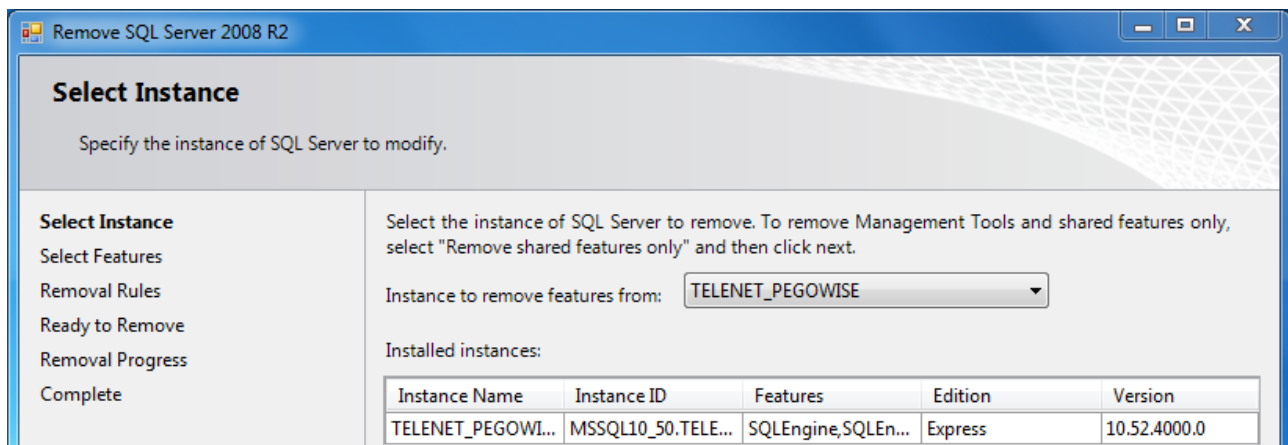 Remove SQL Server 2008 R2
Select Instance
Specify the instance of SQL Server to modify.
Select Instance
Select Features
Removal Rules
Ready to Remove
Removal Progress
Complete
Select the instance of SQL Server to remove. To remove Management Tools and shared features only,
select "Remove shared features only" and then click next.
Instance to remove features from: TELENET_PEGOWISE
Installed instances:
Instance Name Instance ID Features Edition Version
TELENET_PEGOWI... MSSQL10_50.TELE... SQLEngine,SQLEn... Express 10.52.4000.0